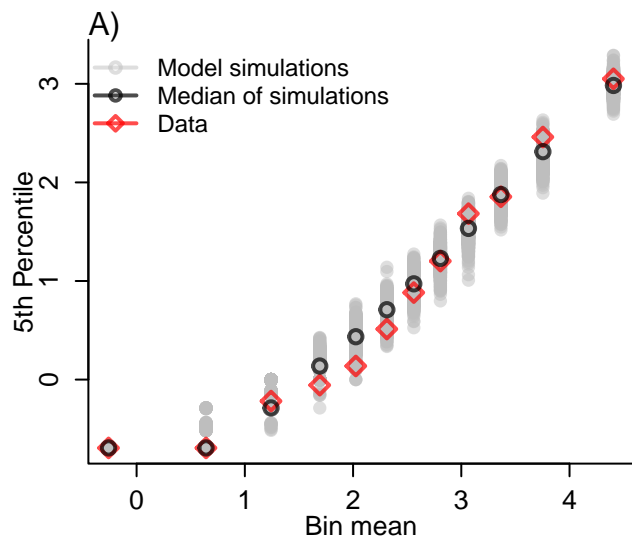 A)
Model simulations
Median of simulations
Data
5th Percentile
3
2
1
0
0 1 2 3 4
Bin mean